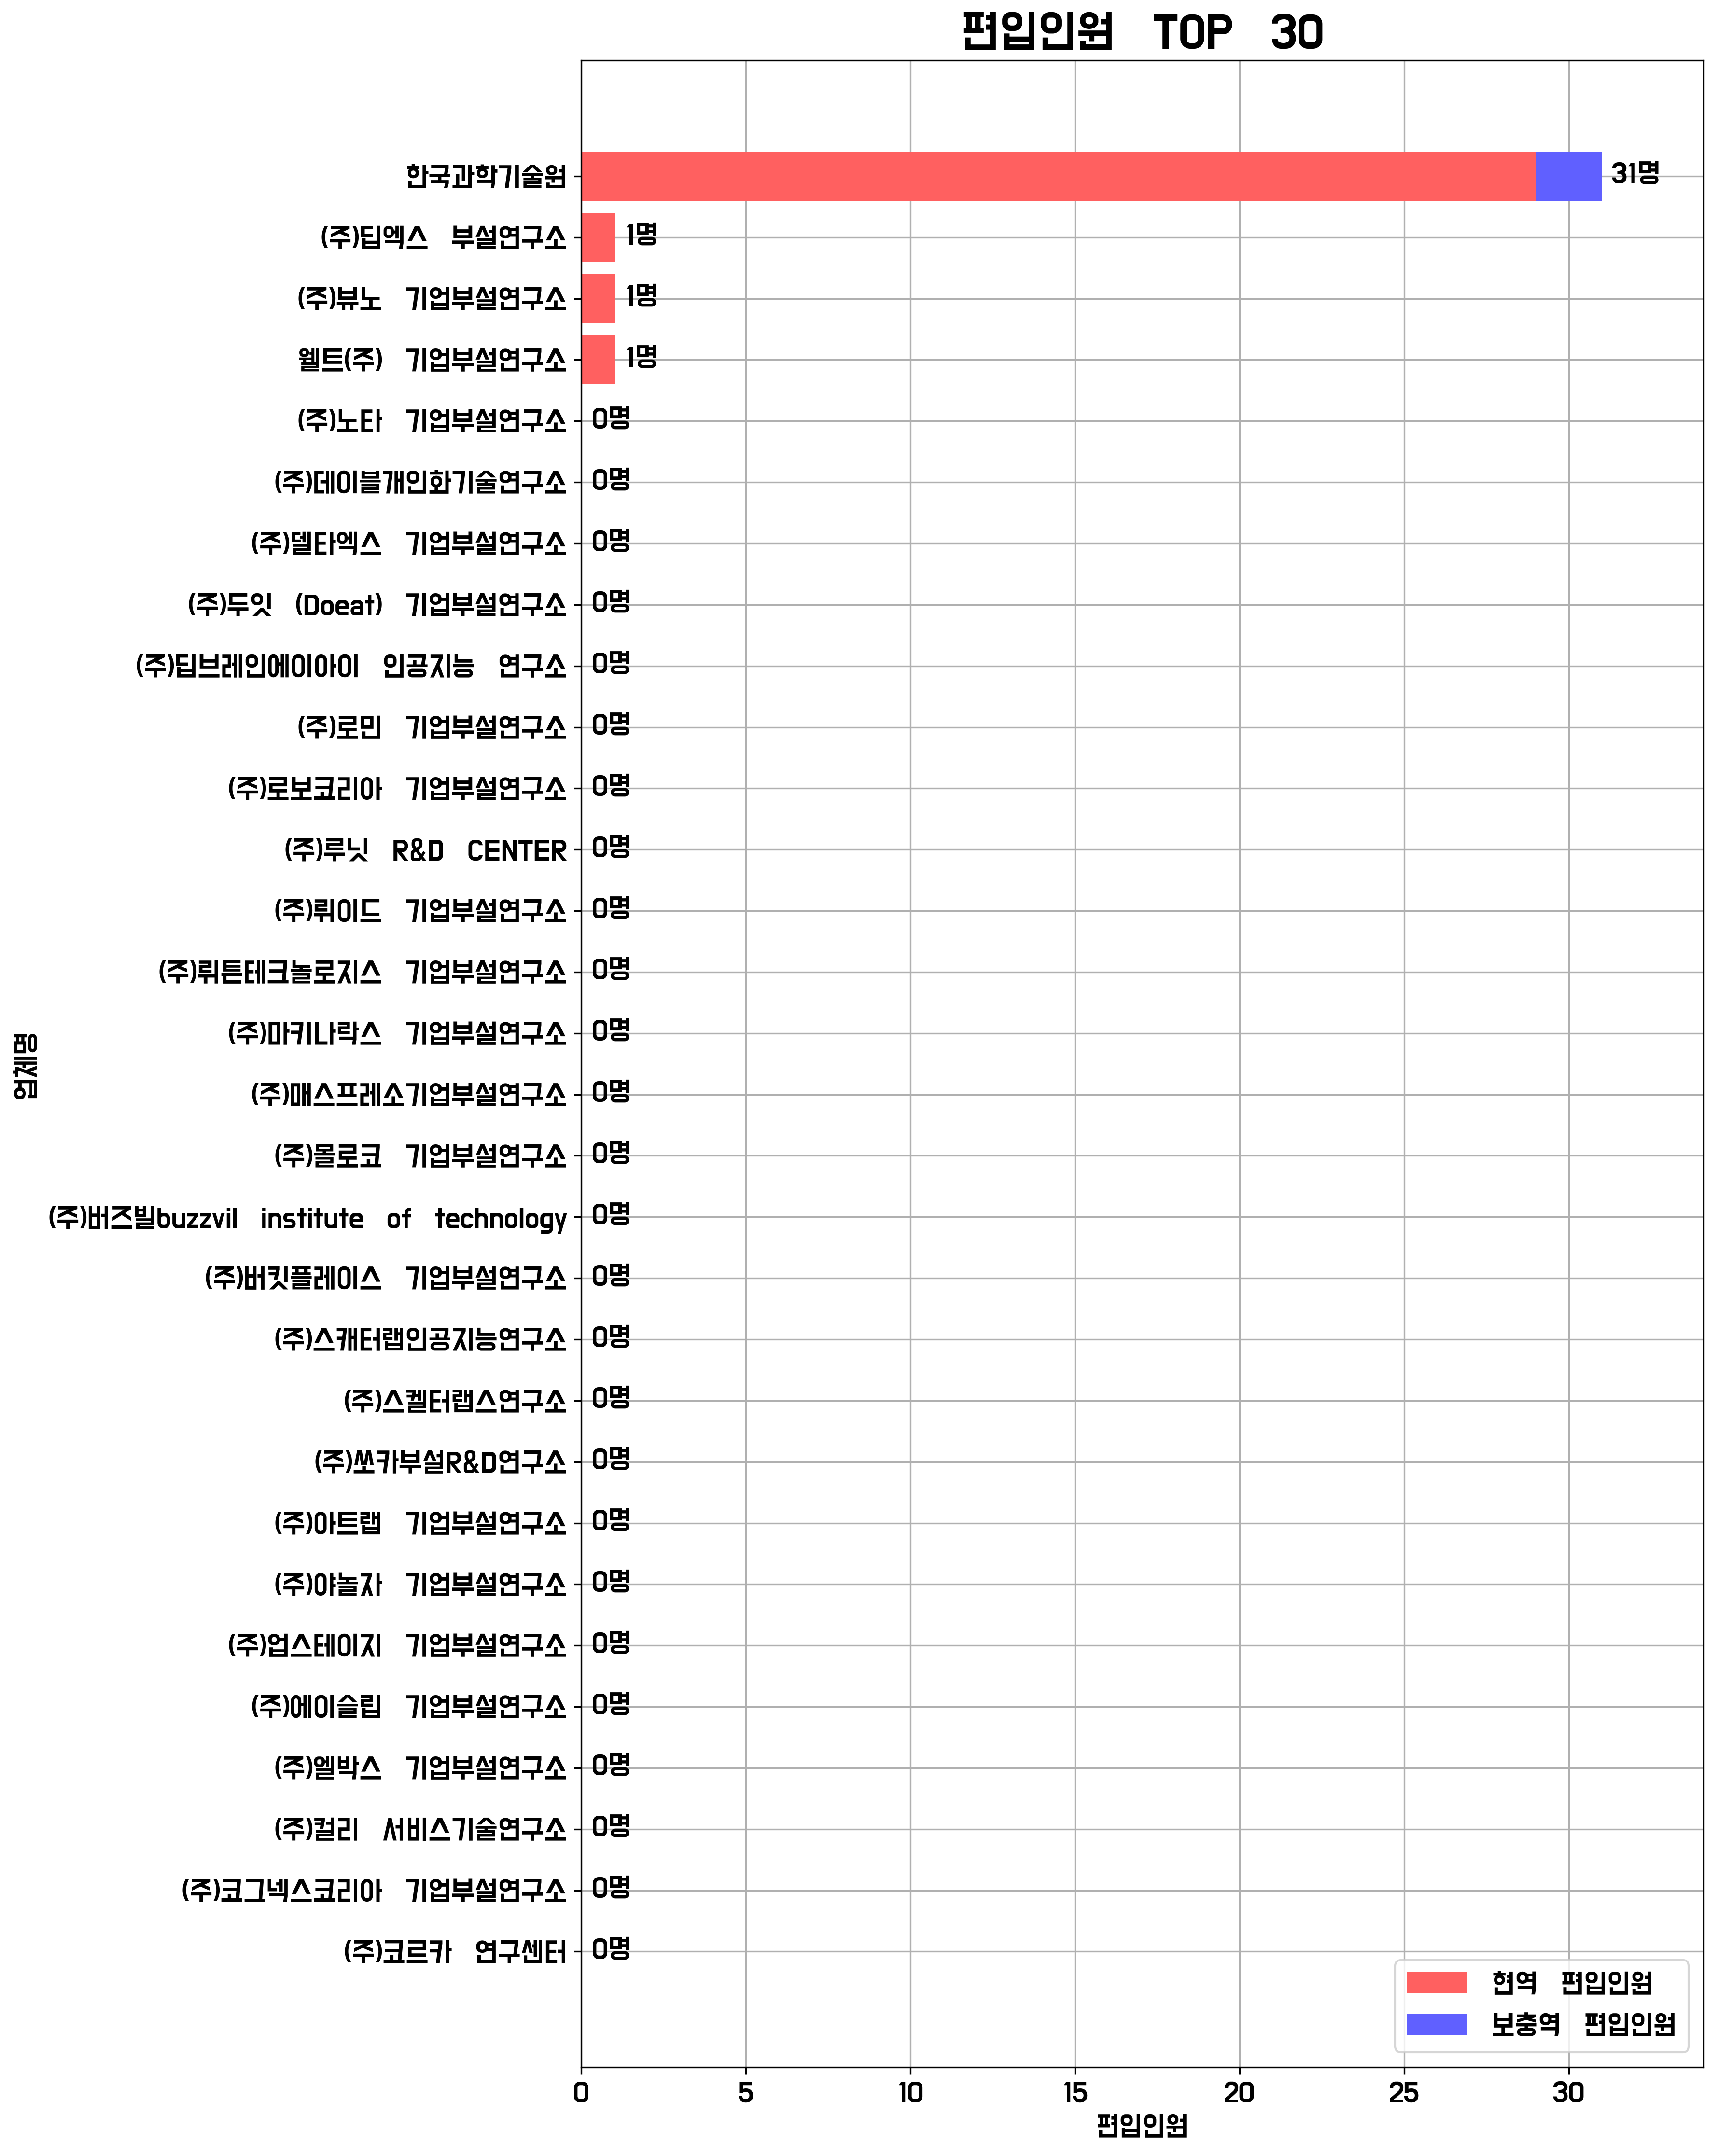 편입인원 TOP 30
한국과학기술원 31명
(주)딥엑스 부설연구소 1명
(주)뷰노 기업부설연구소 1명
웰트(주) 기업부설연구소 1명
(주)노타 기업부설연구소 0명
(주)데이블개인화기술연구소 0명
(주)델타엑스 기업부설연구소 0명
(주)두잇 (Doeat) 기업부설연구소 0명
(주)딥브레인에이아이 인공지능 연구소 0명
(주)로민 기업부설연구소 0명
(주)로보코리아 기업부설연구소 0명
(주)루닛 R&D CENTER 0명
(주)뤼이드 기업부설연구소 0명
(주)뤼튼테크놀로지스 기업부설연구소 0명
(주)마키나락스 기업부설연구소 0명
(주)매스프레소기업부설연구소 0명
(주)몰로코 기업부설연구소 0명
(주)버즈빌buzzvil institute of technology 0명
(주)버킷플레이스 기업부설연구소 0명
(주)스캐터랩인공지능연구소 0명
(주)스켈터랩스연구소 0명
(주)쏘카부설R&D연구소 0명
(주)아트랩 기업부설연구소 0명
(주)야놀자 기업부설연구소 0명
(주)업스테이지 기업부설연구소 0명
(주)에이슬립 기업부설연구소 0명
(주)엘박스 기업부설연구소 0명
(주)컬리 서비스기술연구소 0명
(주)코그넥스코리아 기업부설연구소 0명
(주)코르카 연구센터 0명
업체명
현역 편입인원
보충역 편입인원
0 5 10 15 20 25 30
편입인원